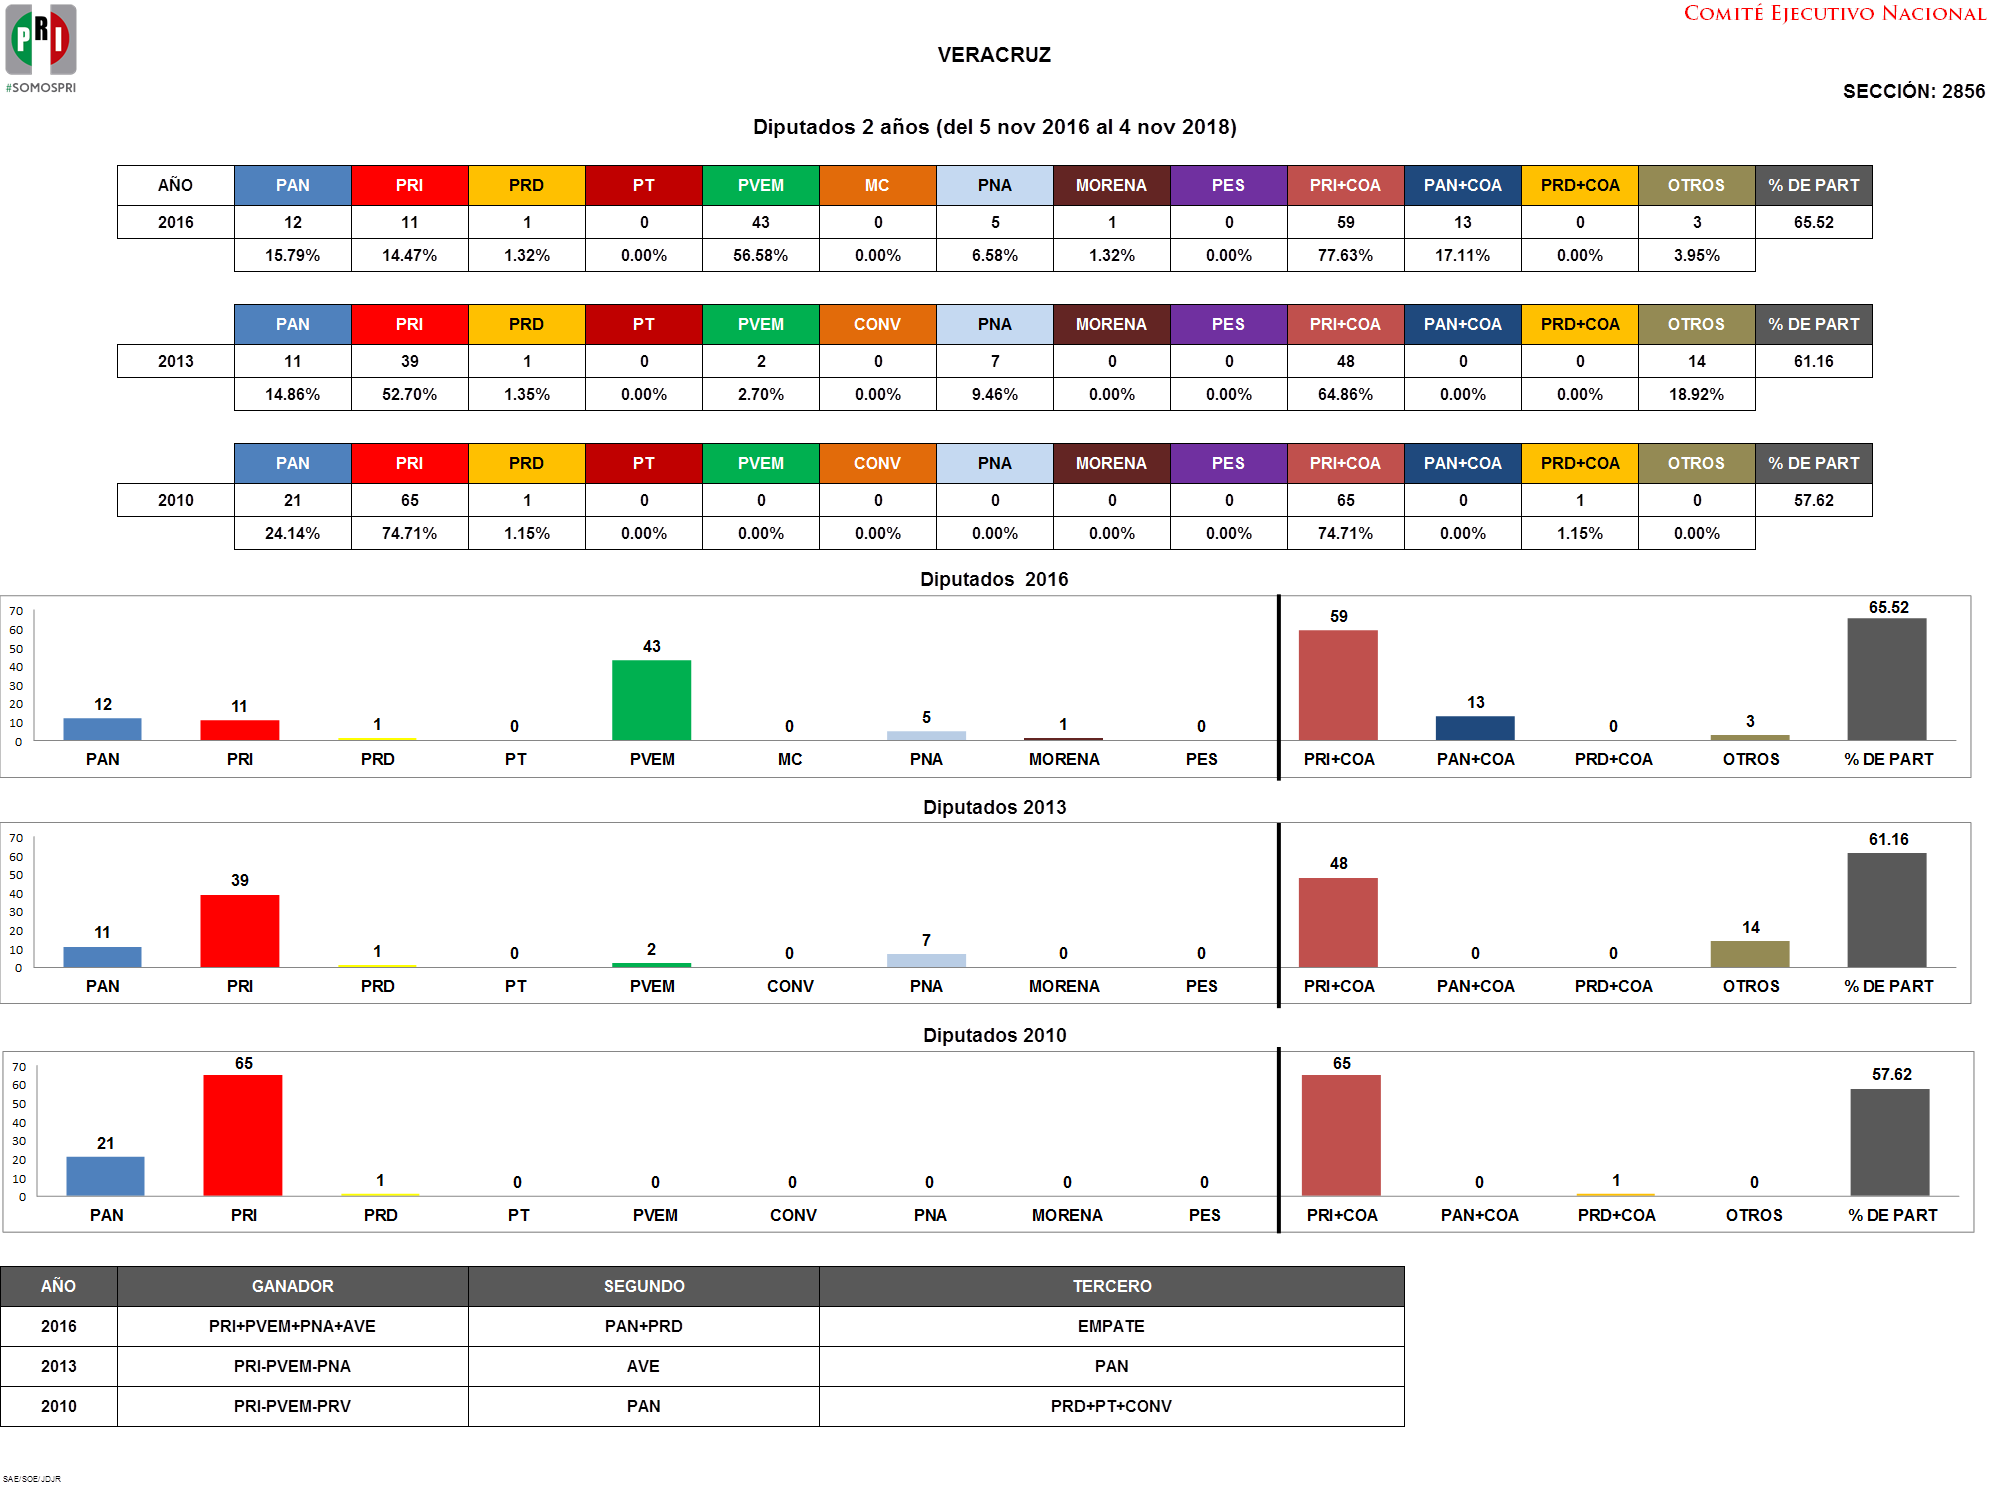 COMITÉ EJECUTIVO NACIONAL
PRI
#SOMOSPRI
VERACRUZ
SECCIÓN: 2856
Diputados 2 años (del 5 nov 2016 al 4 nov 2018)
AÑO PAN PRI PRD PT PVEM MC PNA MORENA PES PRI+COA PAN+COA PRD+COA OTROS % DE PART
2016 12 11 1 0 43 0 5 1 0 59 13 0 3 65.52
15.79% 14.47% 1.32% 0.00% 56.58% 0.00% 6.58% 1.32% 0.00% 77.63% 17.11% 0.00% 3.95%
PAN PRI PRD PT PVEM CONV PNA MORENA PES PRI+COA PAN+COA PRD+COA OTROS % DE PART
2013 11 39 1 0 2 0 7 0 0 48 0 0 14 61.16
14.86% 52.70% 1.35% 0.00% 2.70% 0.00% 9.46% 0.00% 0.00% 64.86% 0.00% 0.00% 18.92%
PAN PRI PRD PT PVEM CONV PNA MORENA PES PRI+COA PAN+COA PRD+COA OTROS % DE PART
2010 21 65 1 0 0 0 0 0 0 65 0 1 0 57.62
24.14% 74.71% 1.15% 0.00% 0.00% 0.00% 0.00% 0.00% 0.00% 74.71% 0.00% 1.15% 0.00%
Diputados 2016
70
60
50
40
30
20
10
0
12 11 1 0 43 0 5 1 0 59 13 0 3 65.52
PAN PRI PRD PT PVEM MC PNA MORENA PES PRI+COA PAN+COA PRD+COA OTROS % DE PART
Diputados 2013
70
60
50
40
30
20
10
0
11 39 1 0 2 0 7 0 0 48 0 0 14 61.16
PAN PRI PRD PT PVEM CONV PNA MORENA PES PRI+COA PAN+COA PRD+COA OTROS % DE PART
Diputados 2010
70
60
50
40
30
20
10
0
21 65 1 0 0 0 0 0 0 65 0 1 0 57.62
PAN PRI PRD PT PVEM CONV PNA MORENA PES PRI+COA PAN+COA PRD+COA OTROS % DE PART
AÑO GANADOR SEGUNDO TERCERO
2016 PRI+PVEM+PNA+AVE PAN+PRD EMPATE
2013 PRI-PVEM-PNA AVE PAN
2010 PRI-PVEM-PRV PAN PRD+PT+CONV
SAE/SOE/JDJR